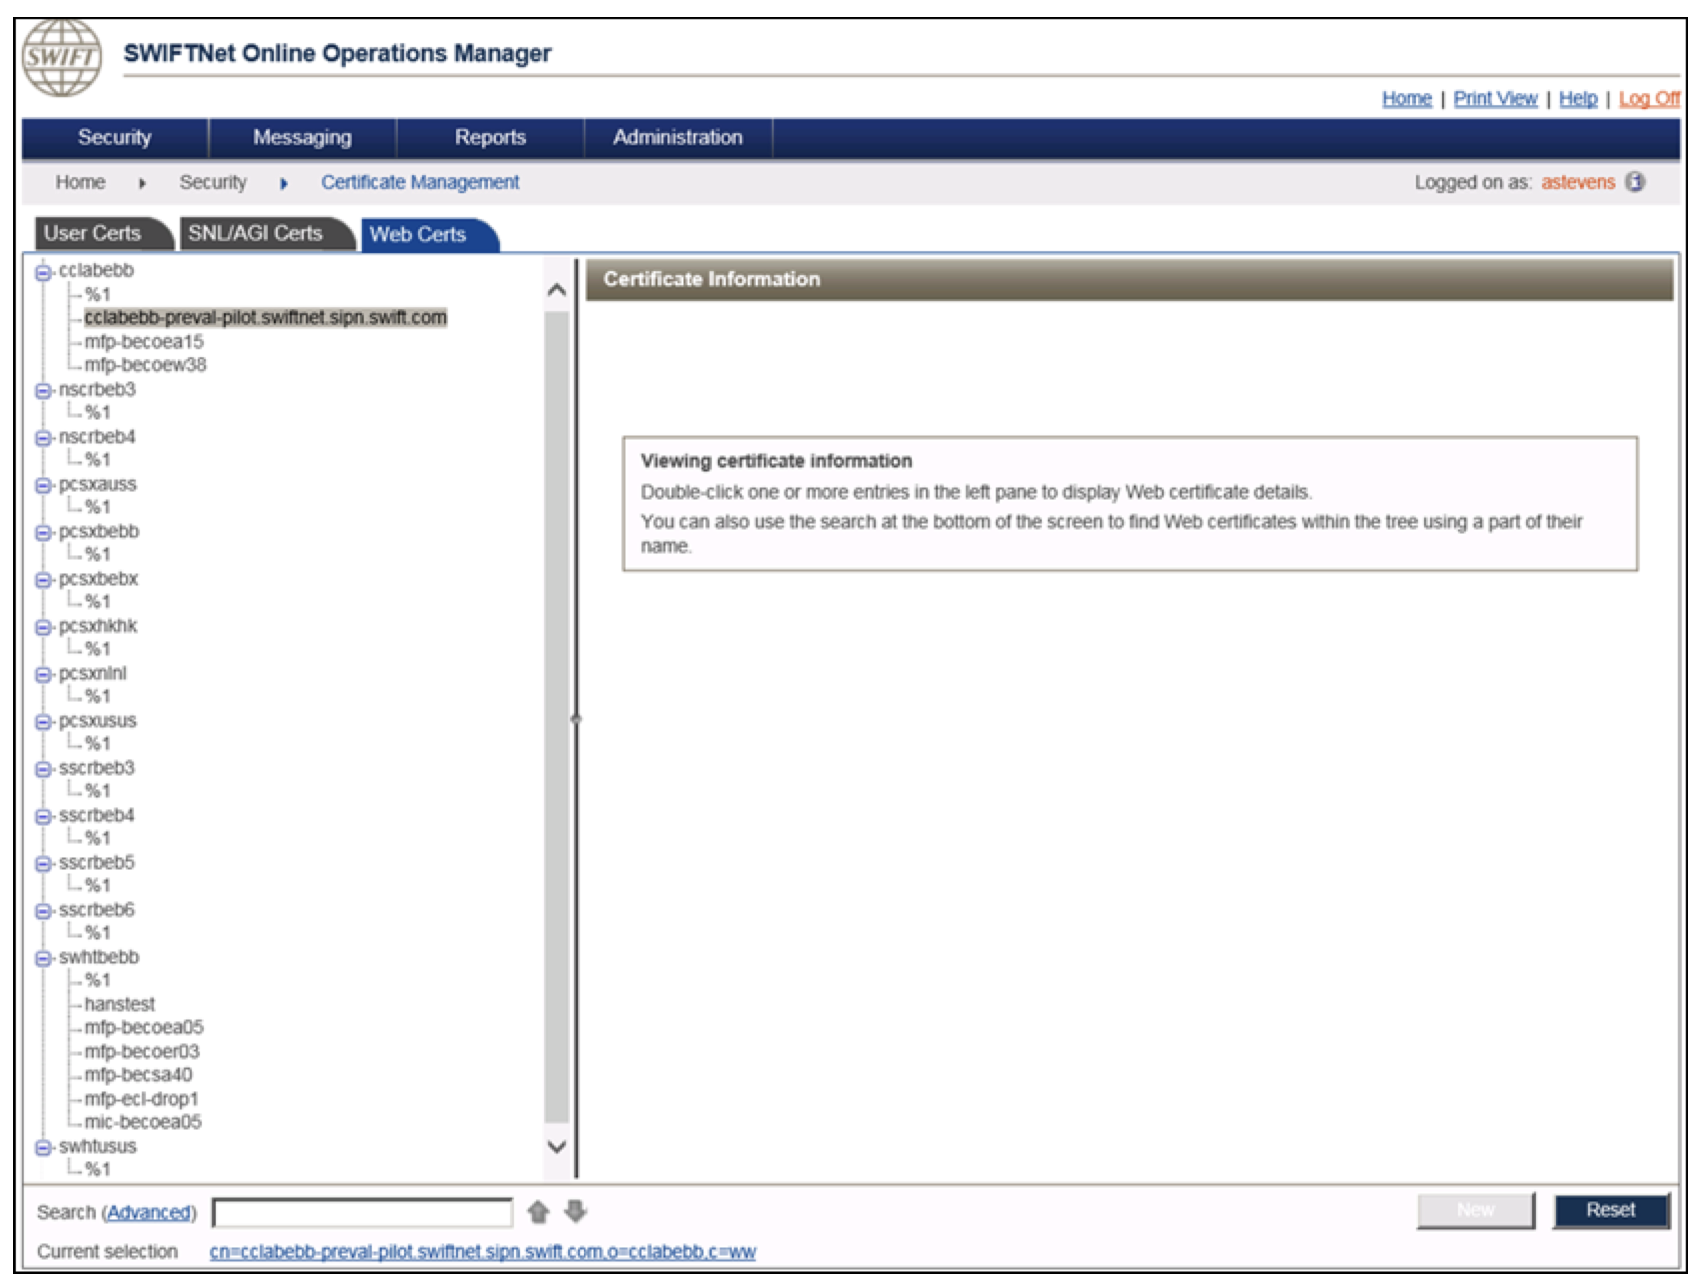 SWIFT
SWIFTNet Online Operations Manager
Home | Print View | Help | Log Off
Security Messaging Reports Administration
Home Security Certificate Management Logged on as: astevens
User Certs SNL/AGI Certs Web Certs
cclabebb
%1
cclabebb-preval-pilot.swiftnet.sipn.swift.com
mfp-becoea15
mfp-becoew38
nscrbeb3
%1
nscrbeb4
%1
pcsxauss
%1
pcsxbebb
%1
pcsxbebx
%1
pcsxhkhk
%1
pcsxnlnl
%1
pcsxusus
%1
sscrbeb3
%1
sscrbeb4
%1
sscrbeb5
%1
sscrbeb6
%1
swhtbebb
%1
hanstest
mfp-becoea05
mfp-becoer03
mfp-becsa40
mfp-ecl-drop1
mic-becoea05
swhtusus
%1
Certificate Information
Viewing certificate information
Double-click one or more entries in the left pane to display Web certificate details.
You can also use the search at the bottom of the screen to find Web certificates within the tree using a part of their
name.
Search (Advanced) New Reset
Current selection cn=cclabebb-preval-pilot.swiftnet.sipn.swift.com,o=cclabebb,c=ww